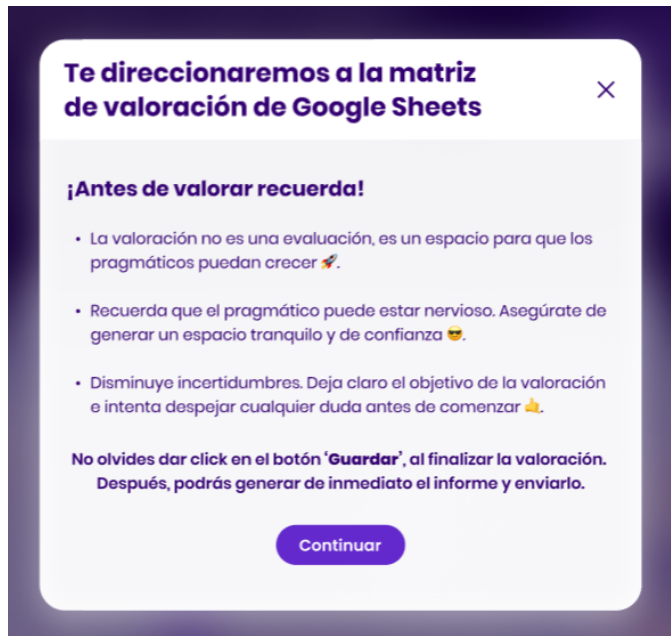 Te direccionaremos a la matriz
de valoración de Google Sheets
¡Antes de valorar recuerda!
• La valoración no es una evaluación, es un espacio para que los
pragmáticos puedan crecer 🚀.
• Recuerda que el pragmático puede estar nervioso. Asegúrate de
generar un espacio tranquilo y de confianza 😎.
• Disminuye incertidumbres. Deja claro el objetivo de la valoración
e intenta despejar cualquier duda antes de comenzar 🤙.
No olvides dar click en el botón ‘Guardar’, al finalizar la valoración.
Después, podrás generar de inmediato el informe y enviarlo.
Continuar